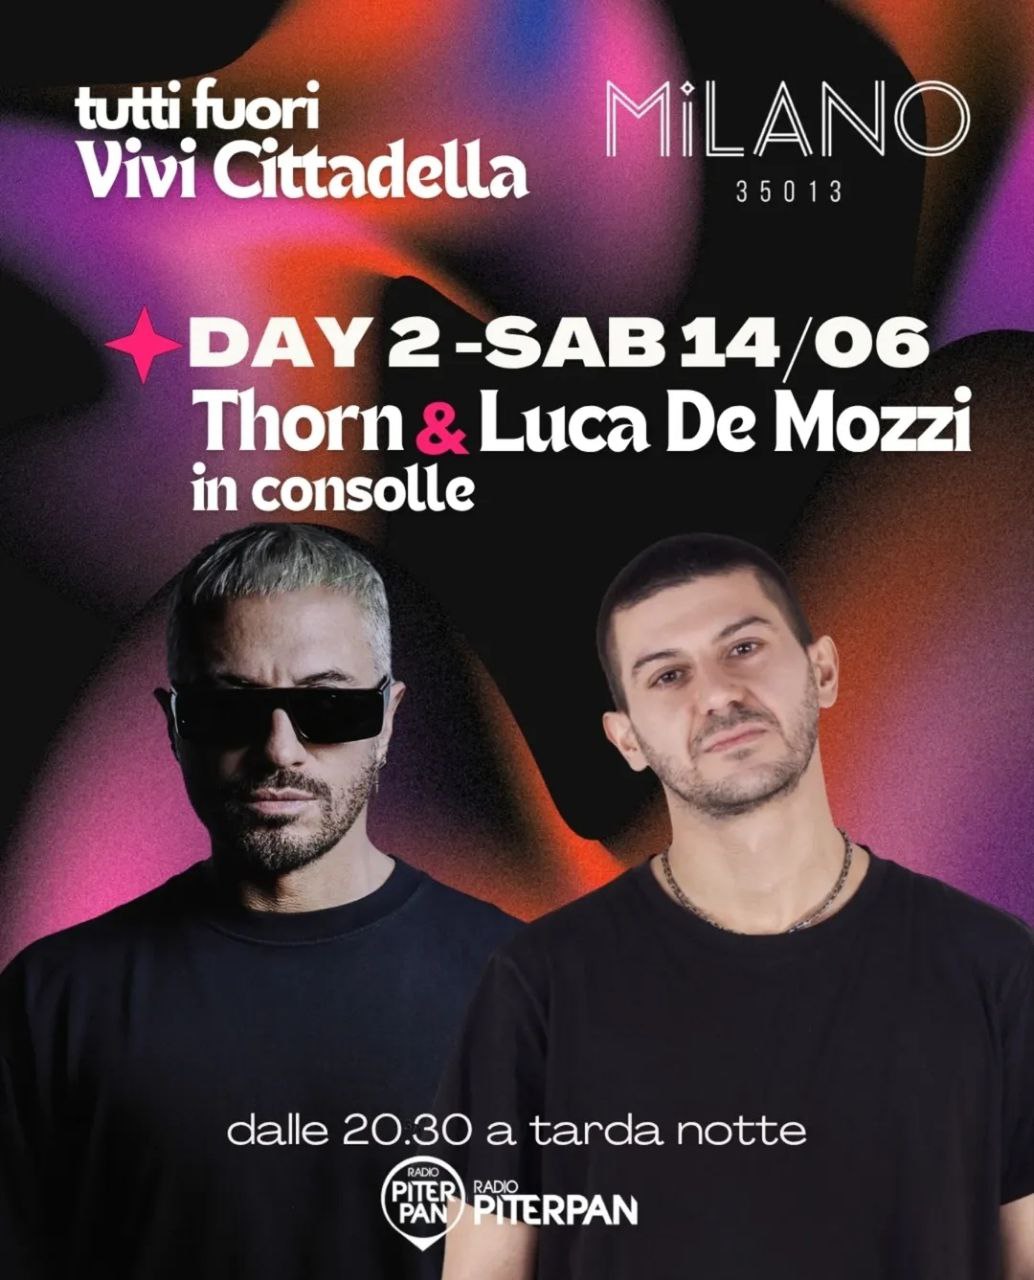 tutti fuori
Vivi Cittadella
MiLANO
35013
DAY 2 -SAB 14/06
Thorn & Luca De Mozzi
in consolle
dalle 20.30 a tarda notte
RADIO
PITER
PAN
RADIO
PITERPAN